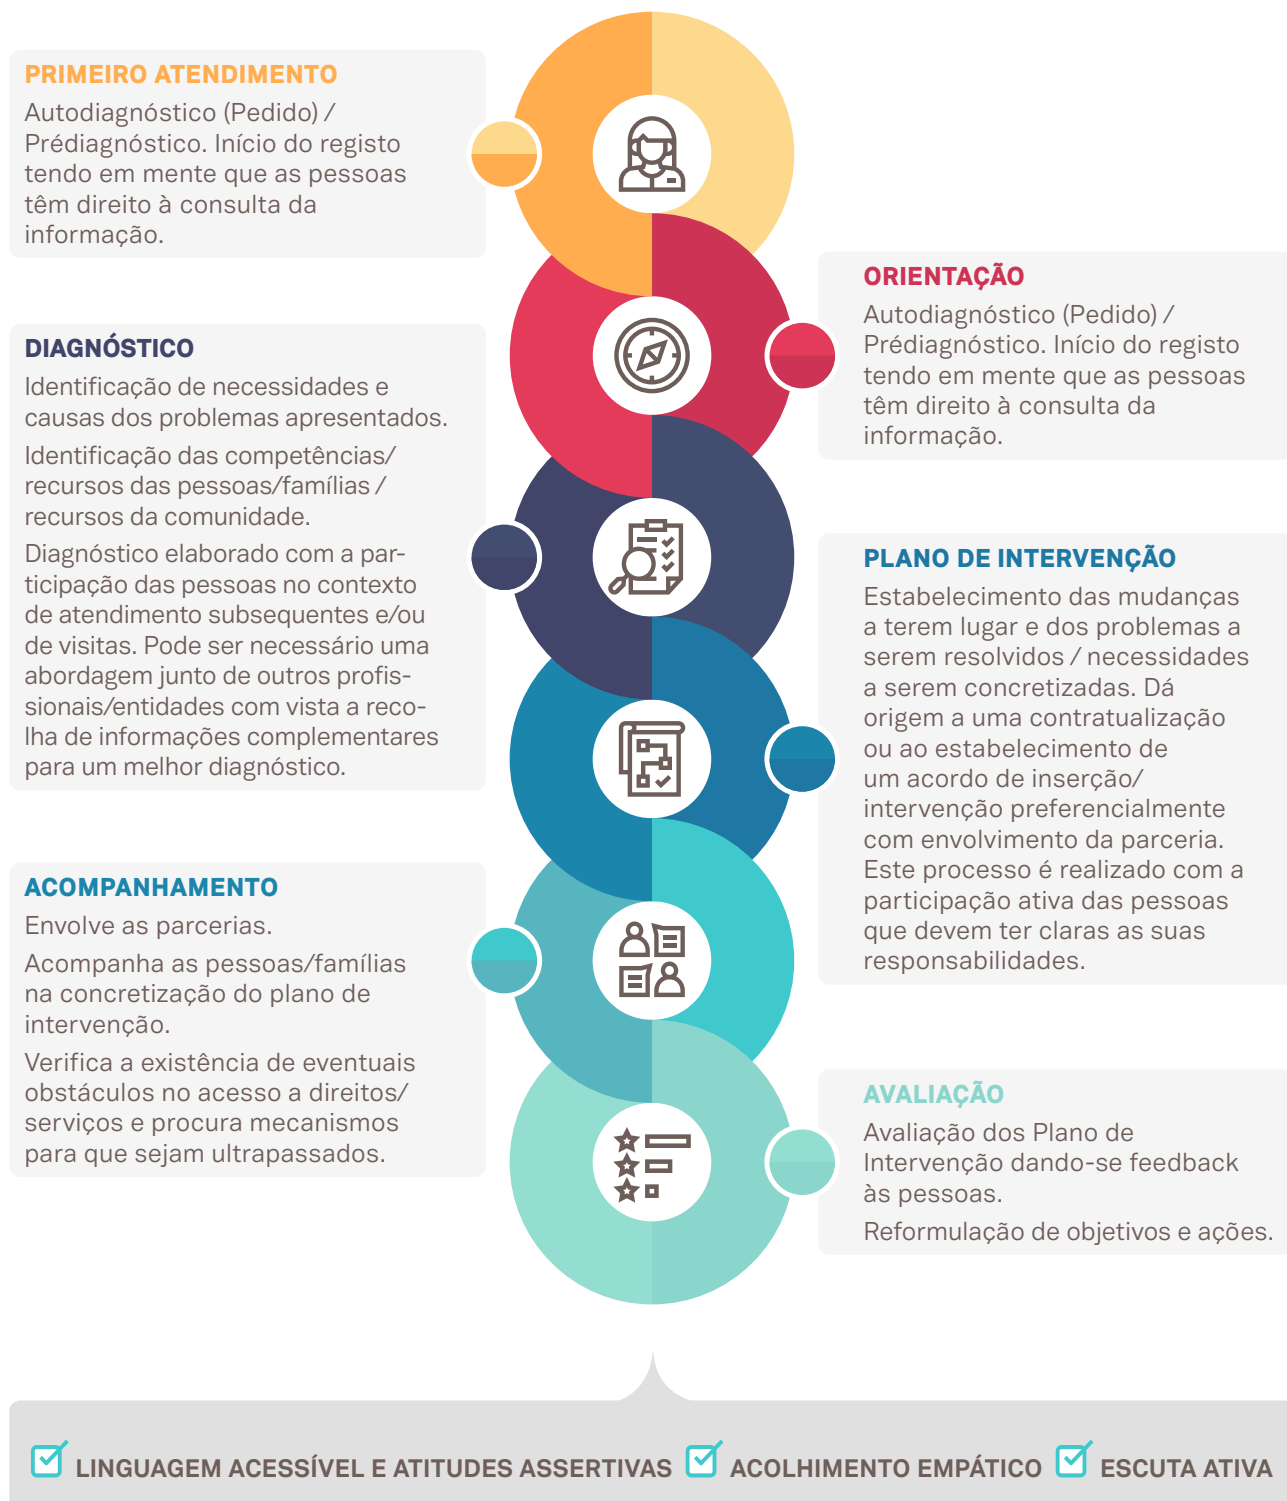 PRIMEIRO ATENDIMENTO
Autodiagnóstico (Pedido) /
Prédiagnóstico. Início do registo
tendo em mente que as pessoas
têm direito à consulta da
informação.
ORIENTAÇÃO
Autodiagnóstico (Pedido) /
Prédiagnóstico. Início do registo
tendo em mente que as pessoas
têm direito à consulta da
informação.
DIAGNÓSTICO
Identificação de necessidades e
causas dos problemas apresentados.
Identificação das competências/
recursos das pessoas/famílias /
recursos da comunidade.
Diagnóstico elaborado com a par-
ticipação das pessoas no contexto
de atendimento subsequentes e/ou
de visitas. Pode ser necessário uma
abordagem junto de outros profis-
sionais/entidades com vista a reco-
lha de informações complementares
para um melhor diagnóstico.
PLANO DE INTERVENÇÃO
Estabelecimento das mudanças
a terem lugar e dos problemas a
serem resolvidos / necessidades
a serem concretizadas. Dá
origem a uma contratualização
ou ao estabelecimento de
um acordo de inserção/
intervenção preferencialmente
com envolvimento da parceria.
Este processo é realizado com a
participação ativa das pessoas
que devem ter claras as suas
responsabilidades.
ACOMPANHAMENTO
Envolve as parcerias.
Acompanha as pessoas/famílias
na concretização do plano de
intervenção.
Verifica a existência de eventuais
obstáculos no acesso a direitos/
serviços e procura mecanismos
para que sejam ultrapassados.
AVALIAÇÃO
Avaliação dos Plano de
Intervenção dando-se feedback
às pessoas.
Reformulação de objetivos e ações.
LINGUAGEM ACESSÍVEL E ATITUDES ASSERTIVAS ACOLHIMENTO EMPÁTICO ESCUTA ATIVA